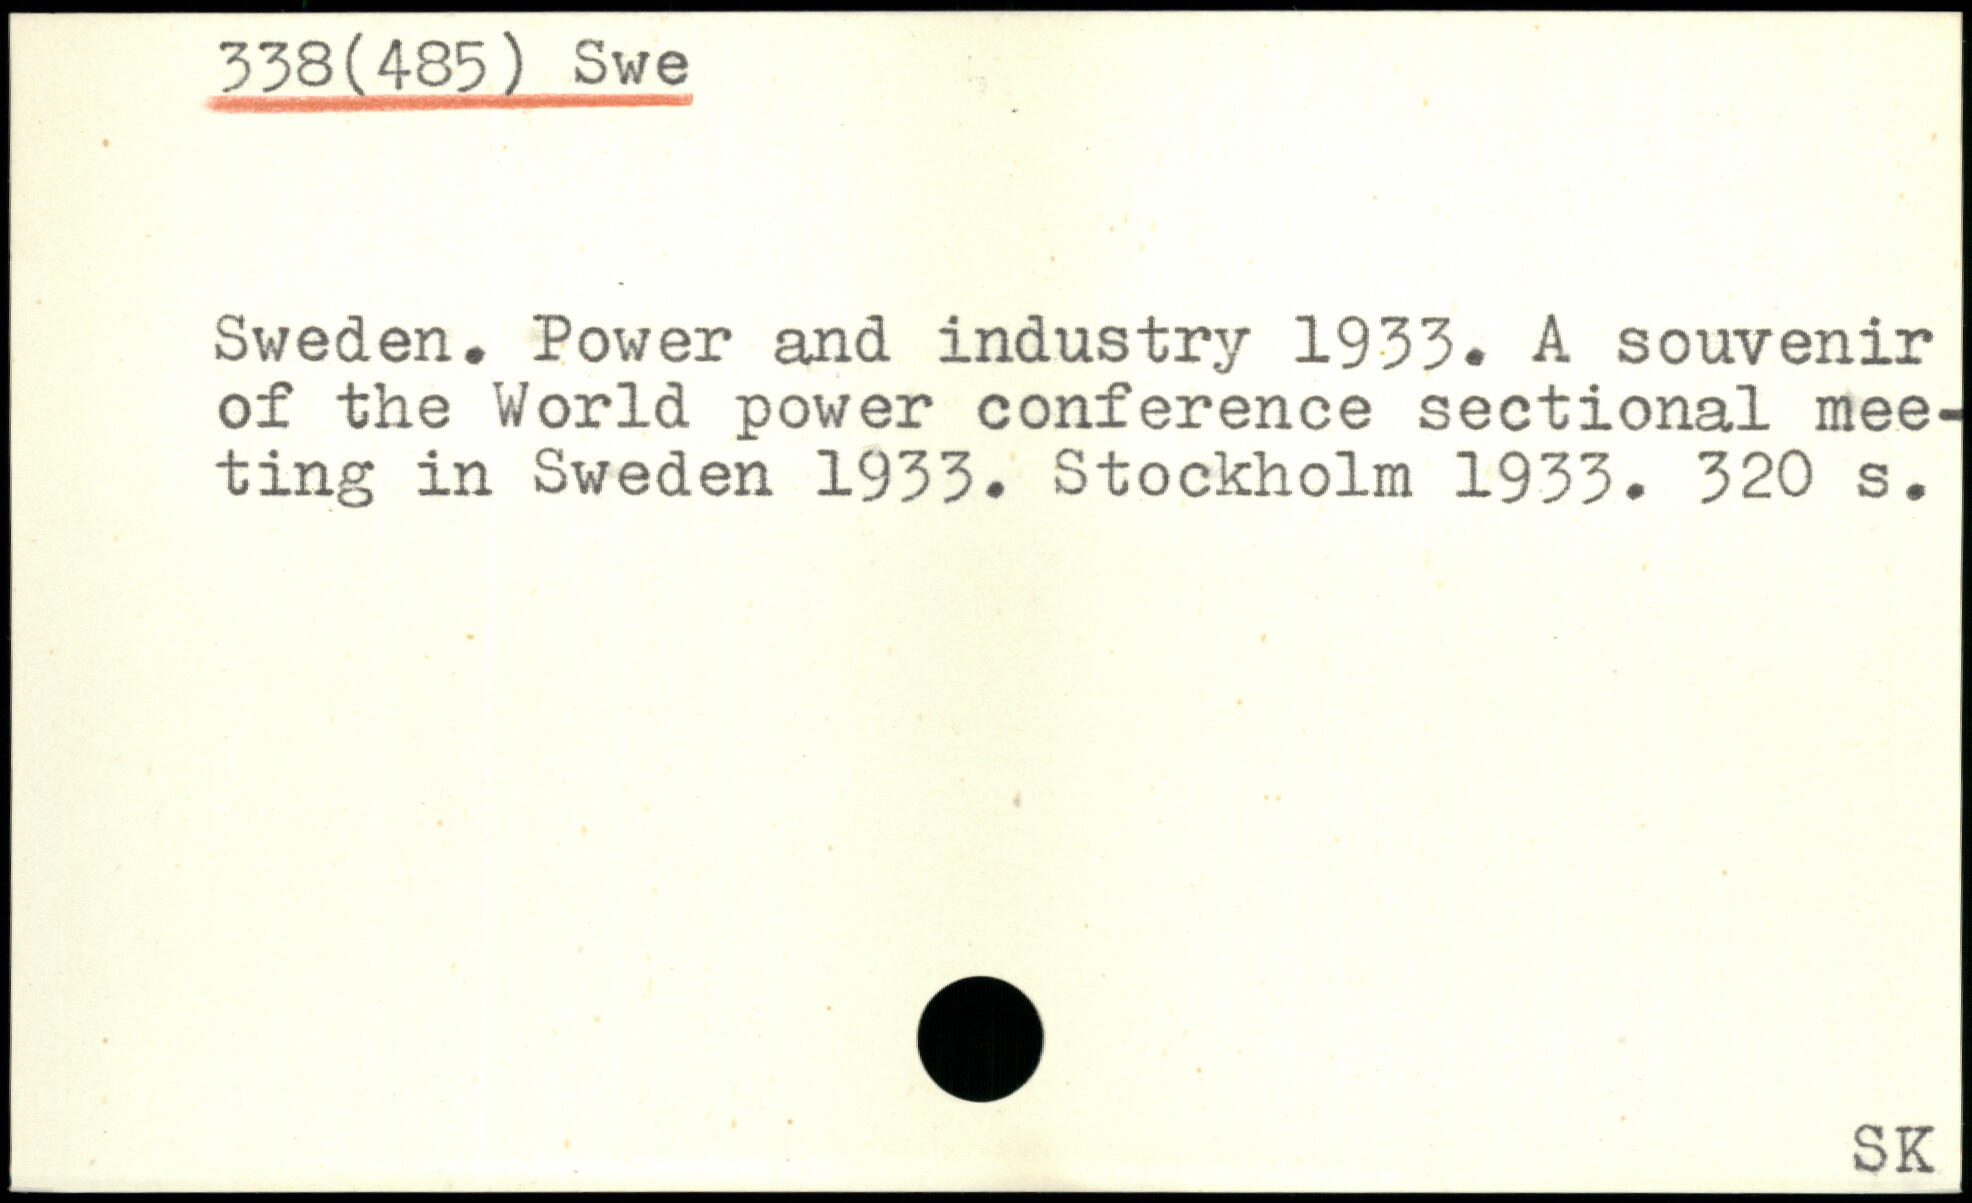 338(485) Swe
Sweden. Power and industry 1933. A souvenir
of the World power conference sectional mee-
ting in Sweden 1933. Stockholm 1933. 320 s.
SK